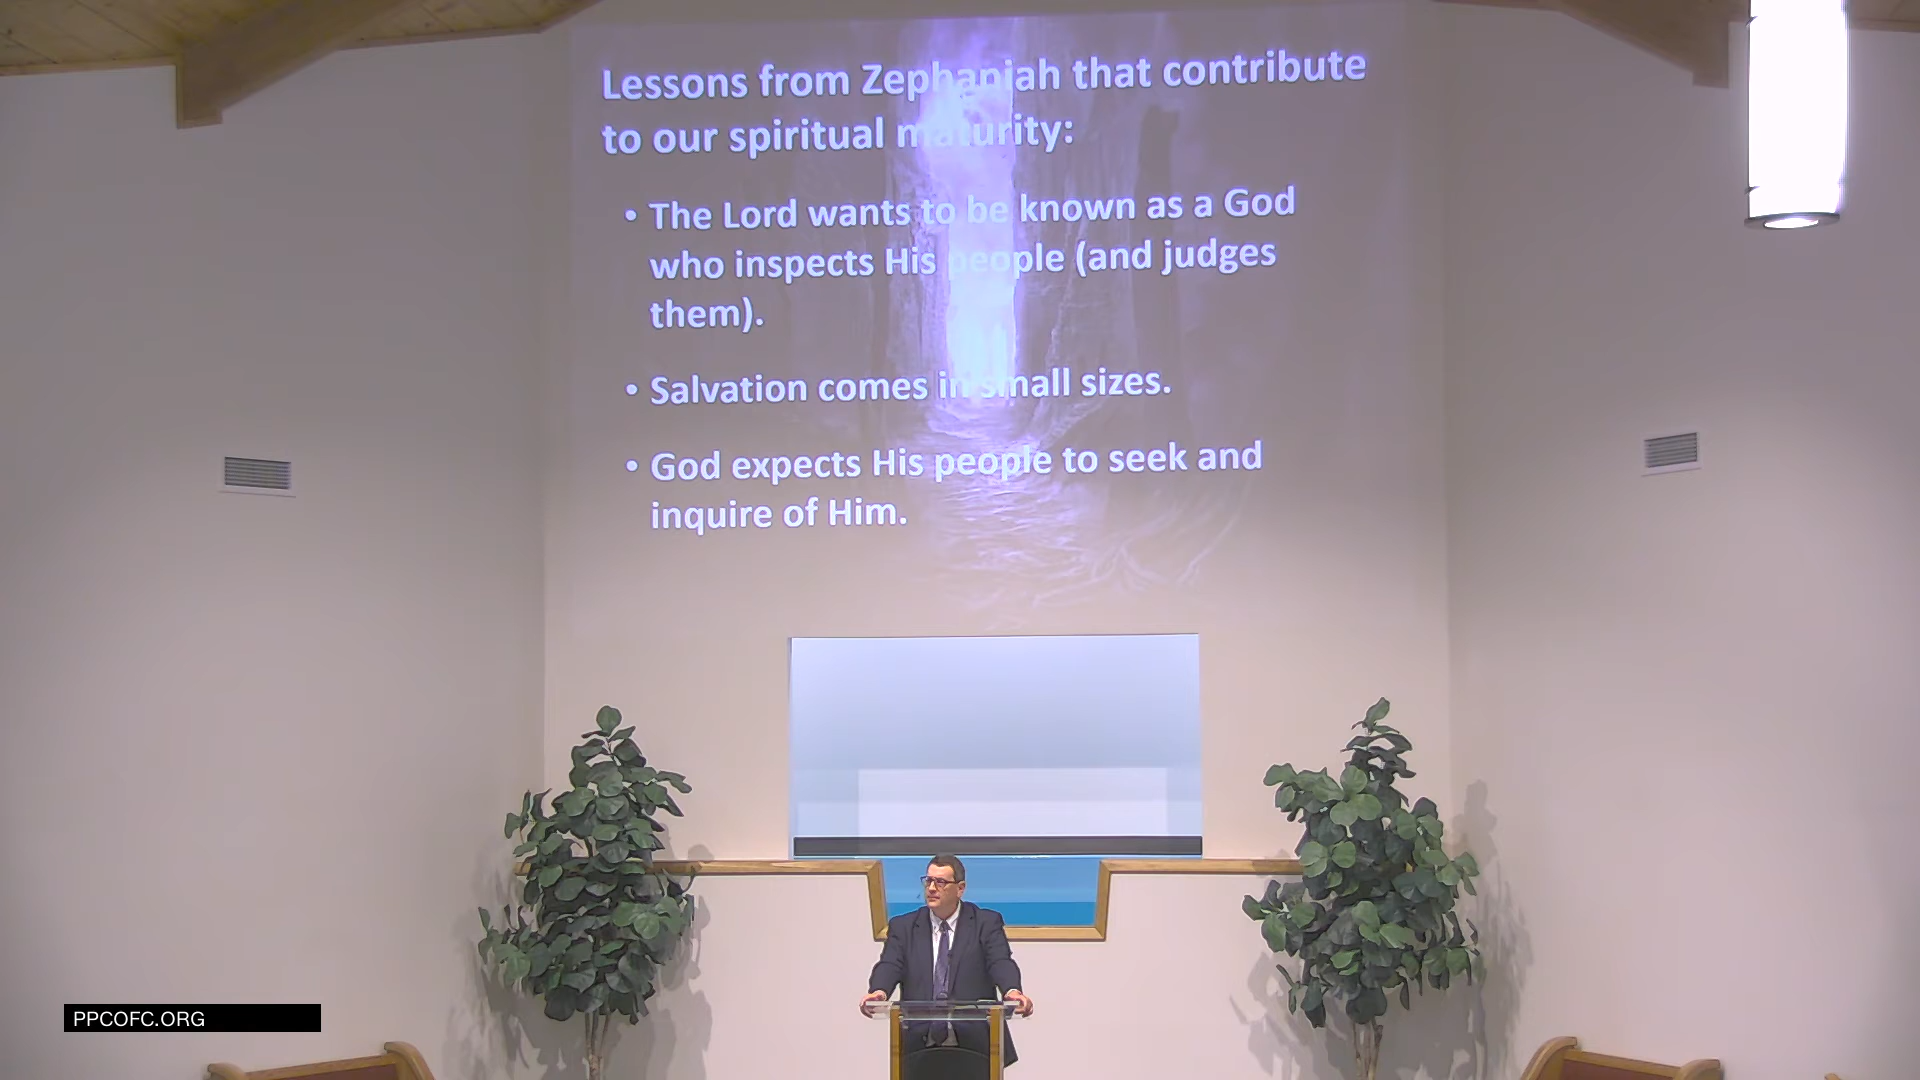 Lessons from Zephaniah that contribute
to our spiritual maturity:
• The Lord wants to be known as a God
who inspects His people (and judges
them).
• Salvation comes in small sizes.
• God expects His people to seek and
inquire of Him.
PPCOFC.ORG